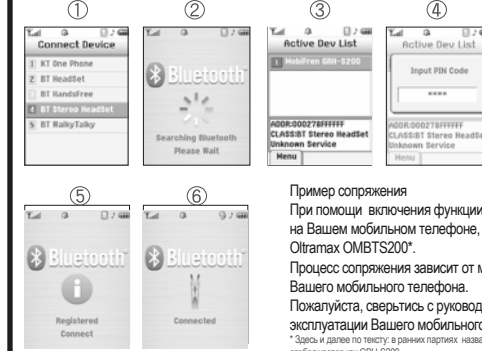 ① ② ③ ④
Connect Device
1 KT One Phone
2 BT HeadSet
BT HandsFree
4 BT Stereo HeadSet
5 BT WalkyTalky
Bluetooth
Searching Bluetooth
Please Wait
Active Dev List
1 MobiFren GBH-S200
ADDR:000278FFFFFF
CLASS:BT Stereo HeadSet
Unknown Service
Menu
Active Dev List
Input PIN Code
****
ADDR:000278FFFFFF
CLASS:BT Stereo HeadSe
Unknown Service
Menu
⑤ ⑥
Bluetooth
Registered
Connect
Bluetooth
Connected
Пример сопряжения
При помощи включения функции
на Вашем мобильном телефоне,
Oltramax OMBTS200*.
Процесс сопряжения зависит от м
Вашего мобильного телефона.
Пожалуйста, сверьтесь с руковод
эксплуатации Вашего мобильного
* Здесь и далее по тексту: в ранних партиях назва